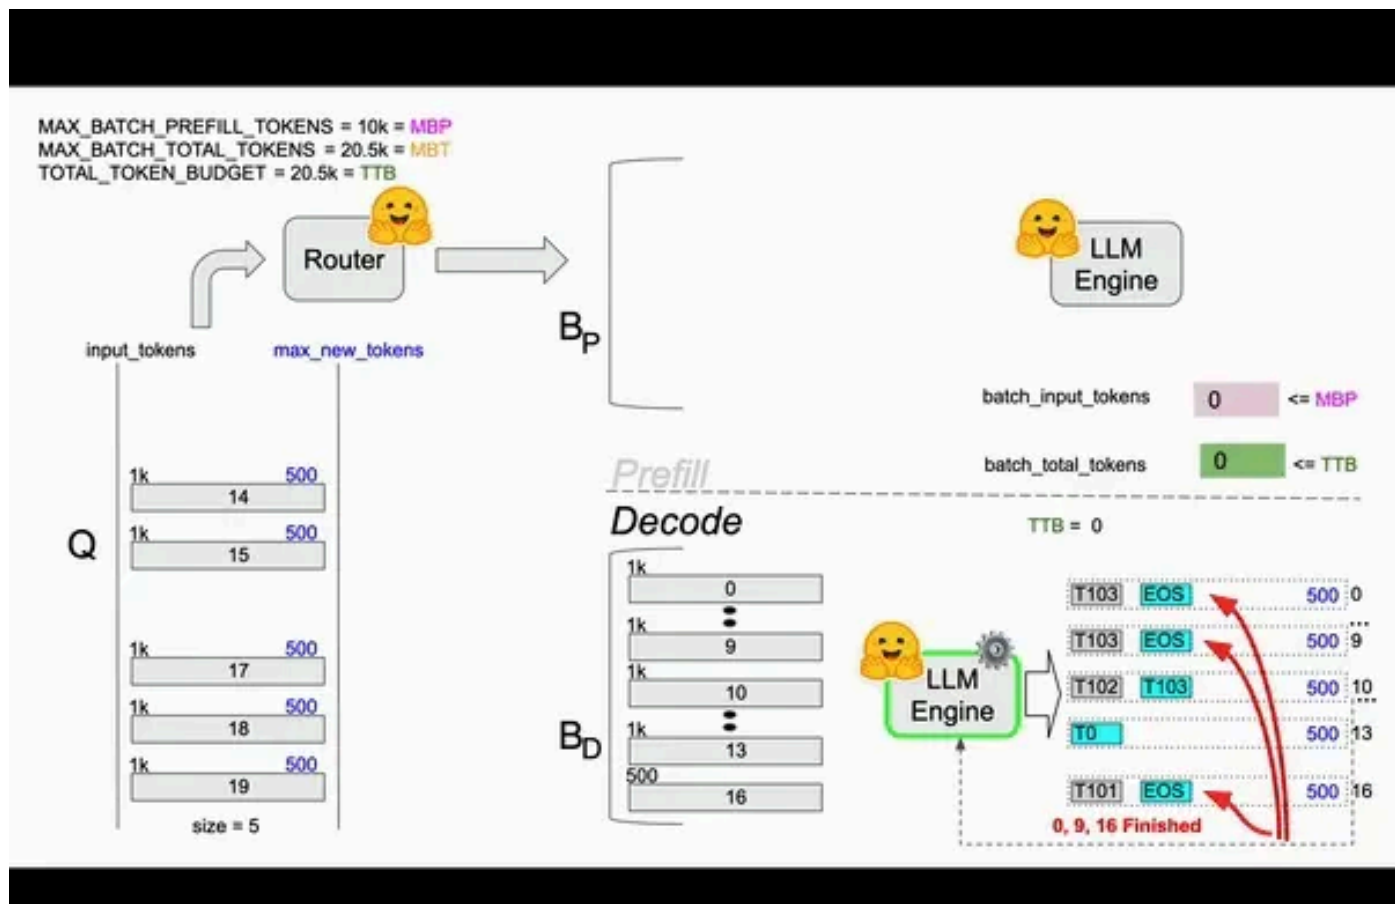 MAX_BATCH_PREFILL_TOKENS = 10k = MBP
MAX_BATCH_TOTAL_TOKENS = 20.5k = MBT
TOTAL_TOKEN_BUDGET = 20.5k = TTB
Router
LLM
Engine
B_P
input_tokens
max_new_tokens
batch_input_tokens 0 <= MBP
batch_total_tokens 0 <= TTB
Prefill
Decode
TTB = 0
Q
1k 500
14
1k 500
15
1k 500
17
1k 500
18
1k 500
19
size = 5
B_D
1k
0
1k
9
1k
10
1k
13
500
16
LLM
Engine
T103 EOS 500 0
...
T103 EOS 500 9
T102 T103 500 10
...
T0 500 13
T101 EOS 500 16
0, 9, 16 Finished